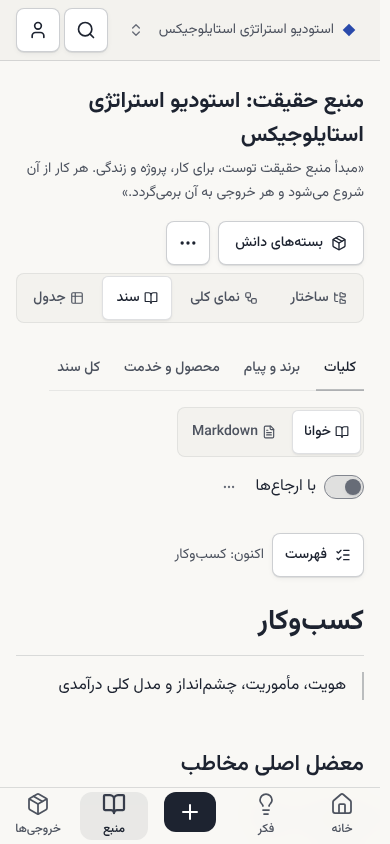 استودیو استراتژی استایلوجیکس
منبع حقیقت: استودیو استراتژی
استایلوجیکس
«مبدأ منبع حقیقت توست، برای کار، پروژه و زندگی. هر کار از آن
شروع می‌شود و هر خروجی به آن برمی‌گردد.»
بسته‌های دانش
ساختار
نمای کلی
سند
جدول
کلیات
برند و پیام
محصول و خدمت
کل سند
خوانا
Markdown
با ارجاع‌ها
فهرست
اکنون: کسب‌وکار
کسب‌وکار
هویت، مأموریت، چشم‌انداز و مدل کلی درآمدی
معضل اصلی مخاطب
خانه
فکر
منبع
خروجی‌ها